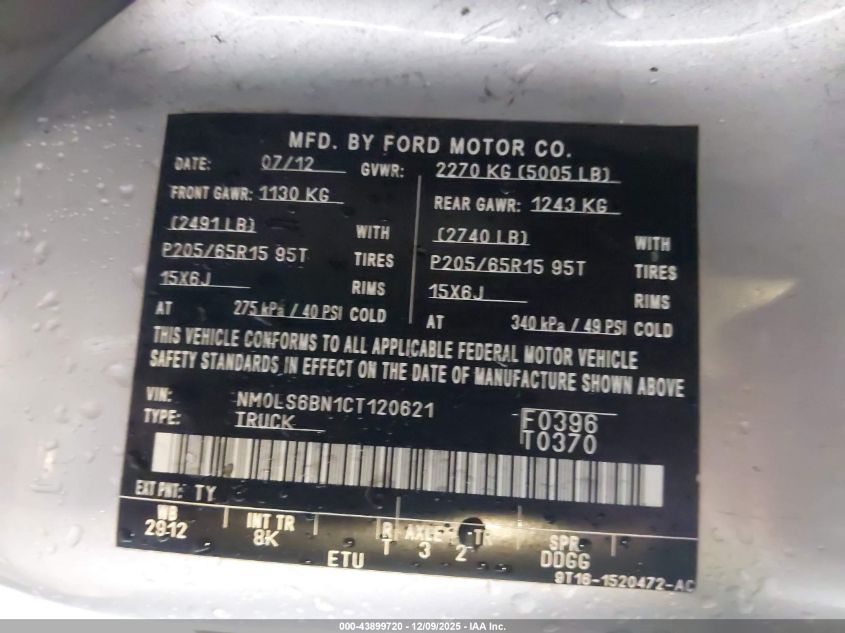 MFD. BY FORD MOTOR CO.
DATE: 07/12 GVWR: 2270 KG (5005 LB)
FRONT GAWR: 1130 KG REAR GAWR: 1243 KG
(2491 LB) WITH (2740 LB) WITH
P205/65R15 95T TIRES P205/65R15 95T TIRES
15X6J RIMS 15X6J RIMS
AT 275 kPa / 40 PSI COLD AT 340 kPa / 49 PSI COLD
THIS VEHICLE CONFORMS TO ALL APPLICABLE FEDERAL MOTOR VEHICLE
SAFETY STANDARDS IN EFFECT ON THE DATE OF MANUFACTURE SHOWN ABOVE
VIN: NM0LS6BN1CT120621 F0396
TYPE: TRUCK T0370
EXT PNT: TY
WB INT TR R AXLE TR SPR
2912 8K T 3 2 DDGG
ETU 9T16-1520472-AC
000-43899720 - 12/09/2025 - IAA Inc.